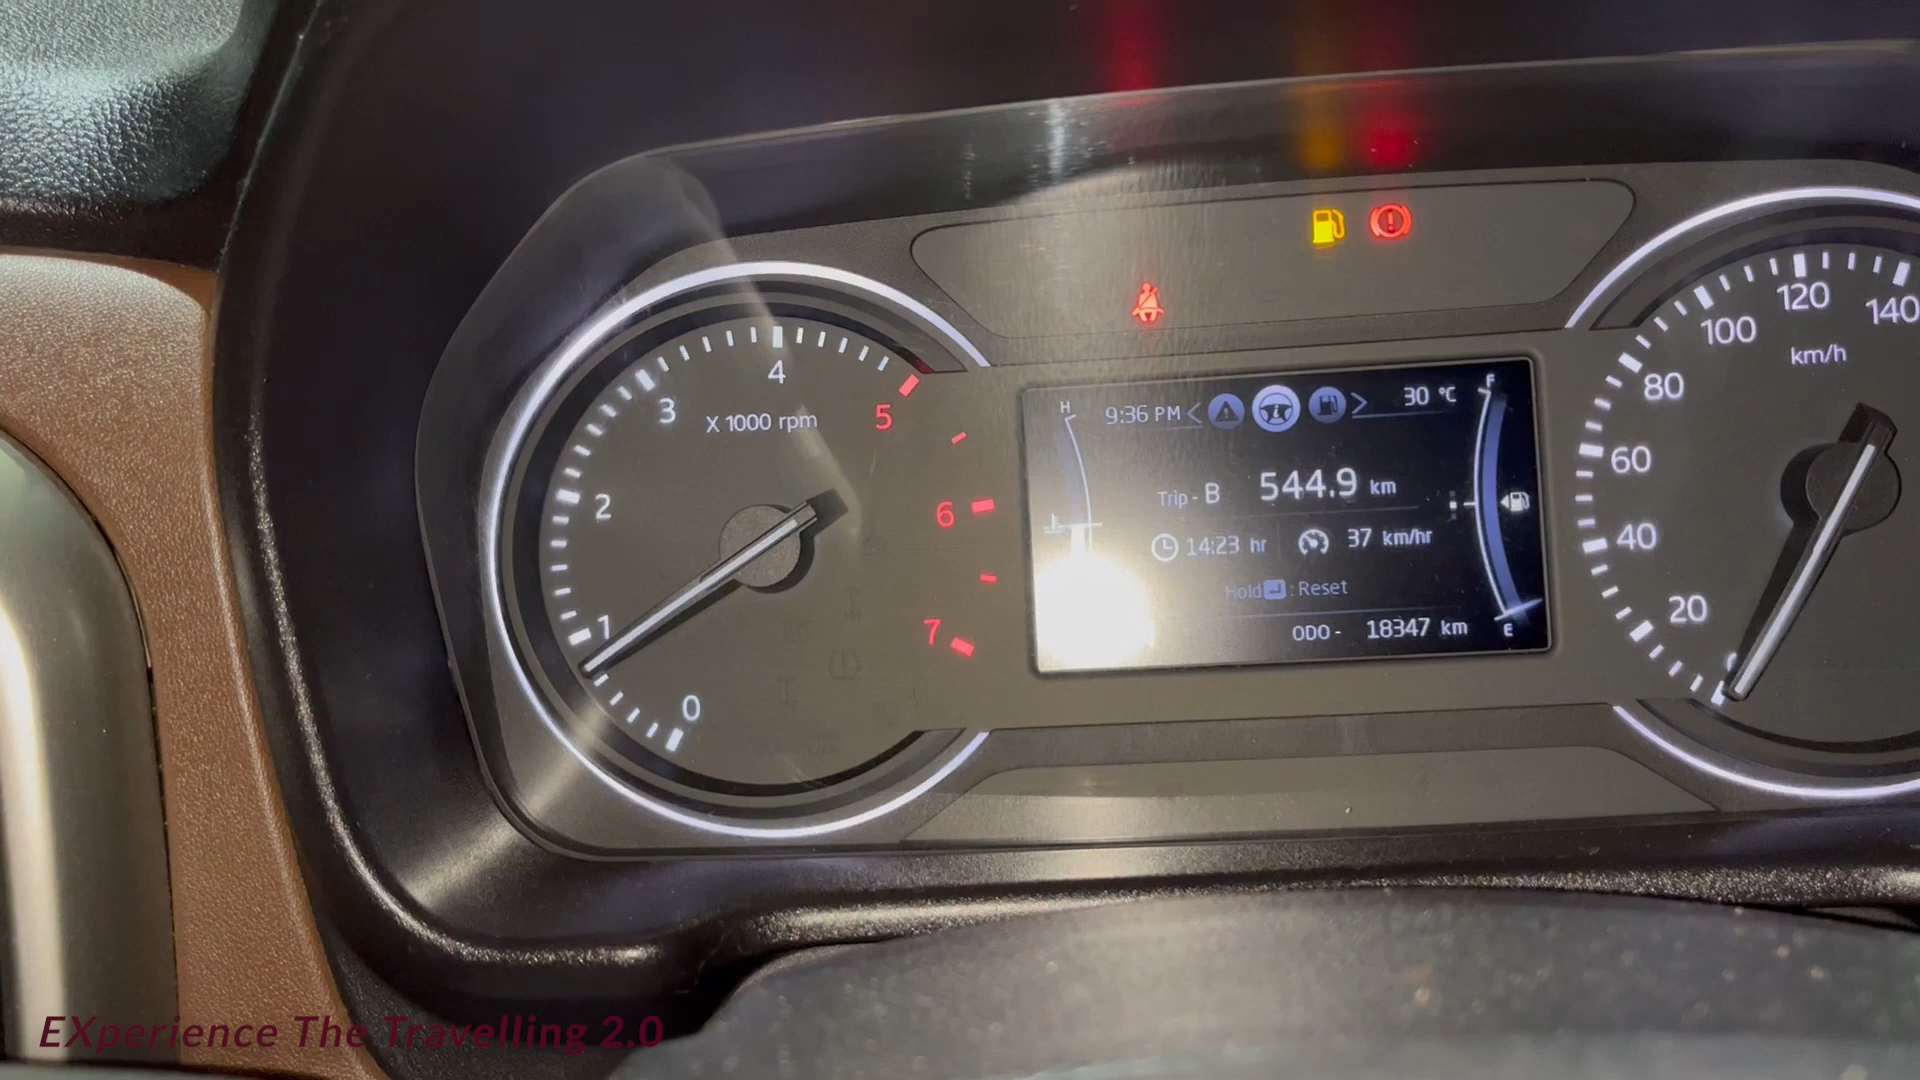 120
140
100
km/h
4
80
3
5
X 1000 rpm
H
9:36 PM
30 °C
F
60
2
6
Trip - B 544.9 km
40
14:23 hr
37 km/hr
Hold : Reset
1
7
ODO - 18347 km
E
20
0
EXperience The Travelling 2.0